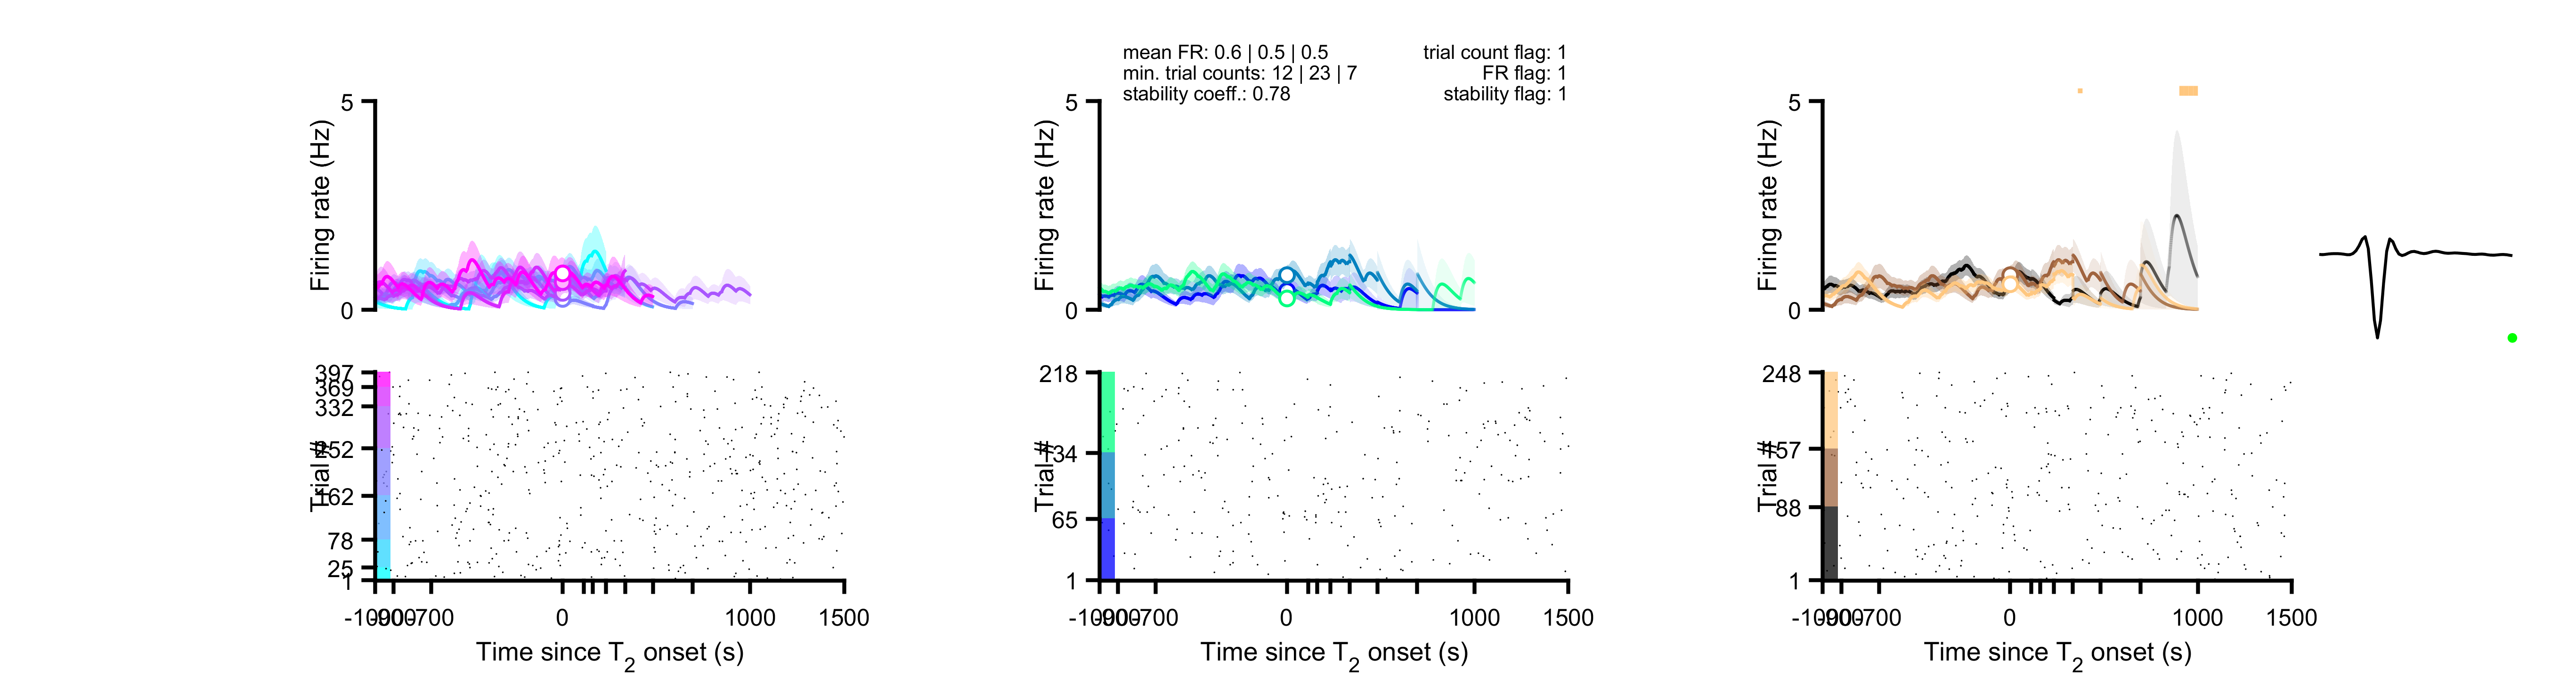 mean FR: 0.6 | 0.5 | 0.5
min. trial counts: 12 | 23 | 7
stability coeff.: 0.78
trial count flag: 1
FR flag: 1
stability flag: 1
5
0
Firing rate (Hz)
5
0
Firing rate (Hz)
5
0
Firing rate (Hz)
397
369
332
252
162
78
25
1
Trial #
0
1000
1500
Time since T2 onset (s)
218
134
65
1
Trial #
0
1000
1500
Time since T2 onset (s)
248
157
88
1
Trial #
0
1000
1500
Time since T2 onset (s)